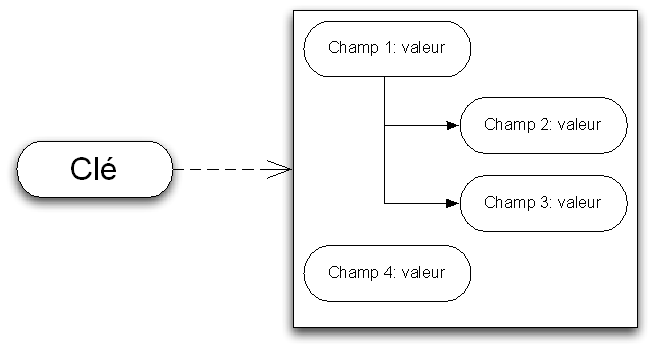 Clé
Champ 1: valeur
Champ 2: valeur
Champ 3: valeur
Champ 4: valeur